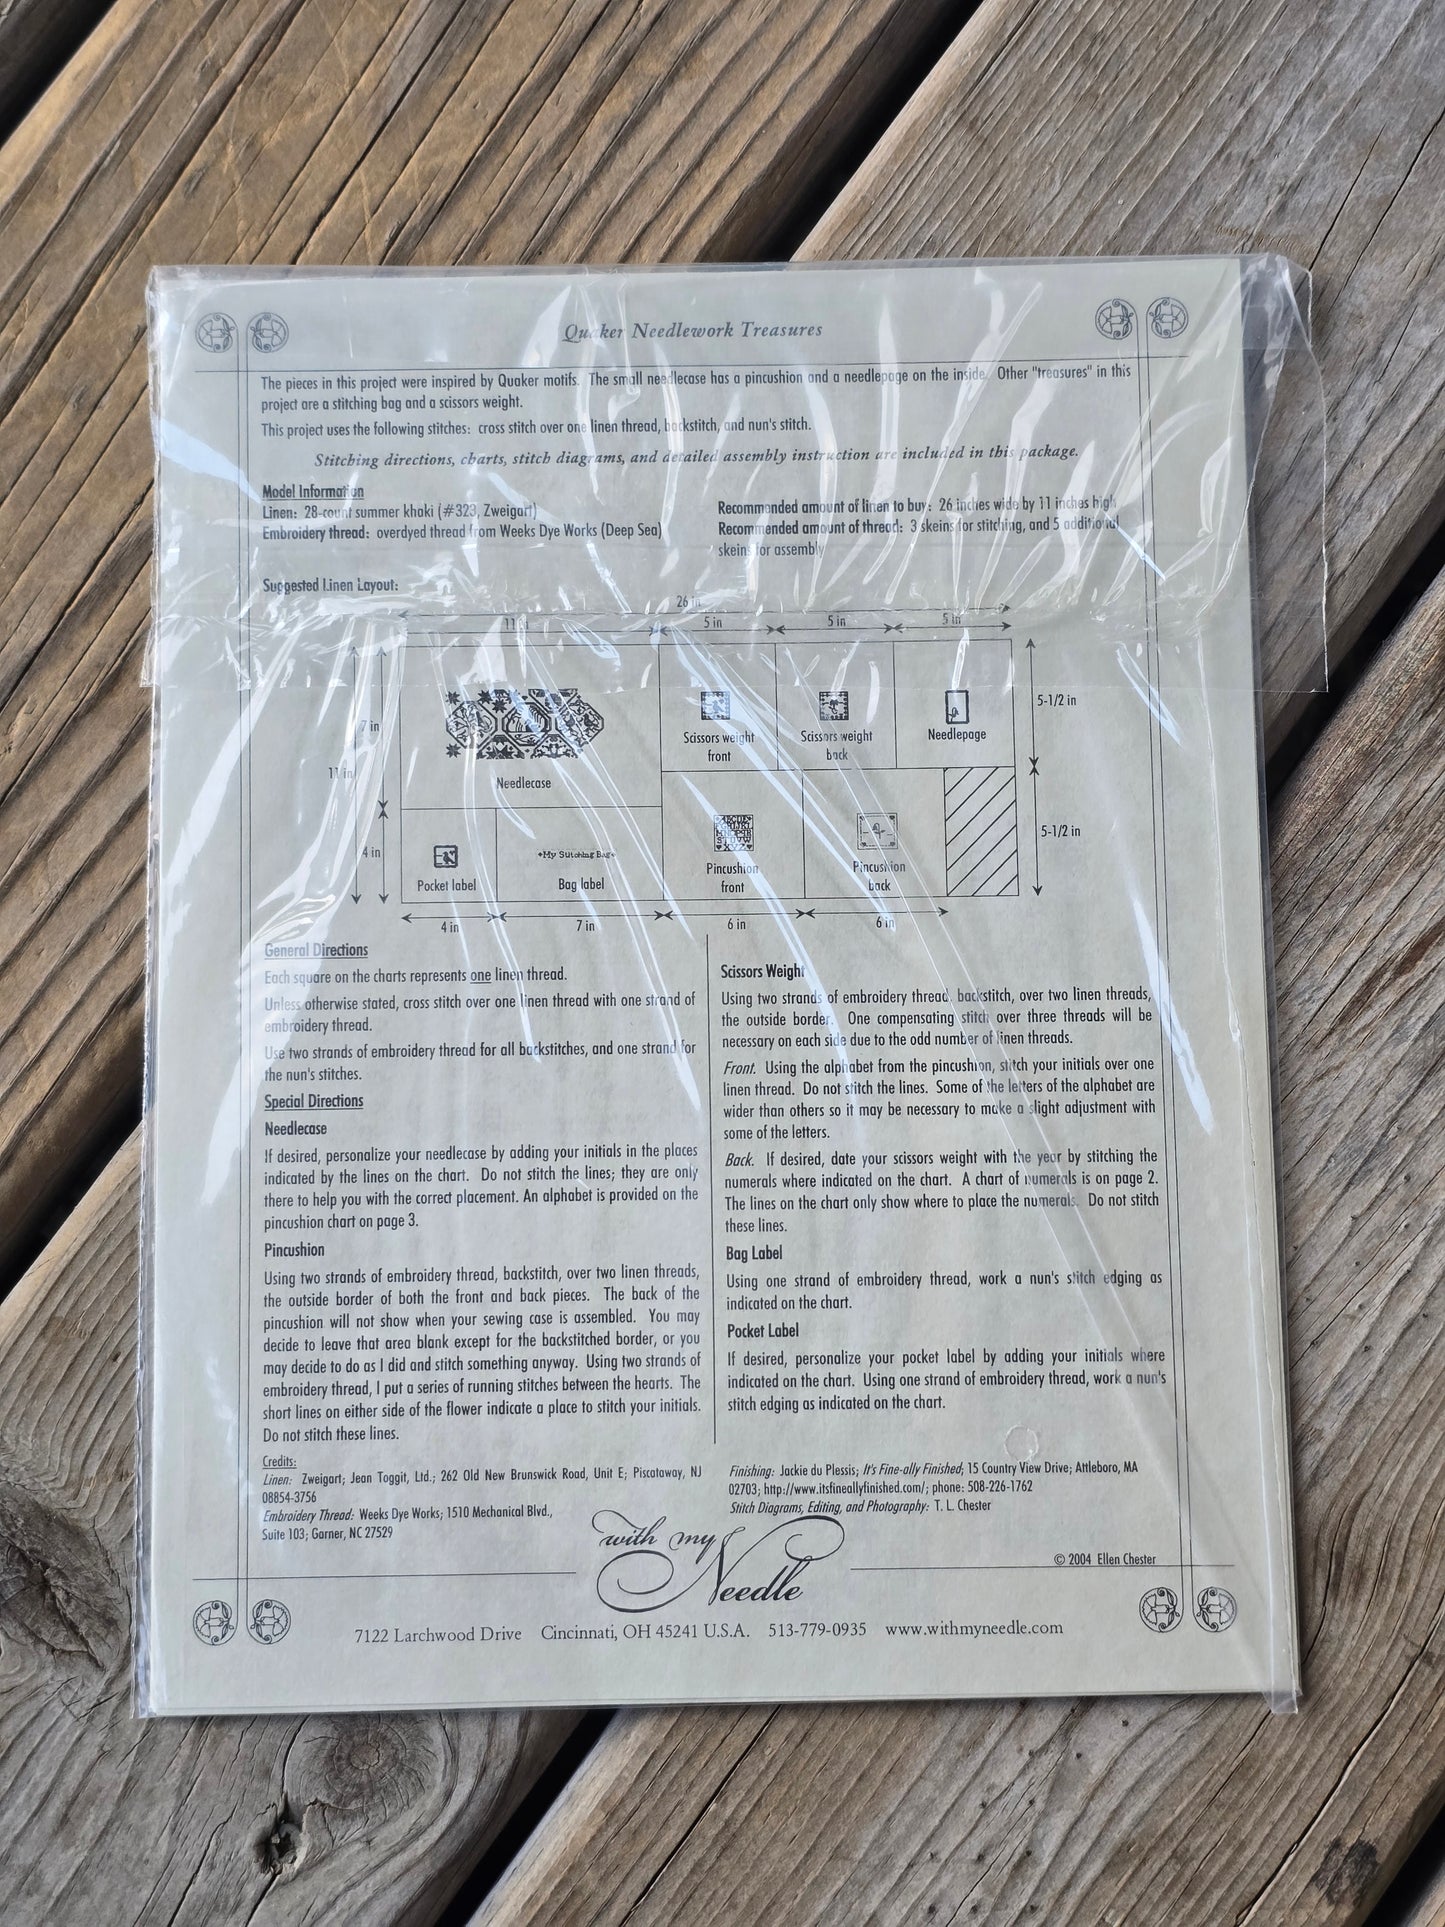 Quaker Needlework Treasures
The pieces in this project were inspired by Quaker motifs. The small needlecase has a pincushion and a needlepage on the inside. Other "treasures" in this
project are a stitching bag and a scissors weight.
This project uses the following stitches: cross stitch over one linen thread, backstitch, and nun's stitch.
Stitching directions, charts, stitch diagrams, and detailed assembly instruction are included in this package.
Model Information
Linen: 28-count summer khaki (#323, Zweigart)
Embroidery thread: overdyed thread from Weeks Dye Works (Deep Sea)
Recommended amount of linen to buy: 26 inches wide by 11 inches high
Recommended amount of thread: 3 skeins for stitching, and 5 additional
skeins for assembly
Suggested Linen Layout:
26 in
11 in
5 in
5 in
5 in
7 in
11 in
4 in
5-1/2 in
5-1/2 in
Needlecase
Scissors weight
front
Scissors weight
back
Needlepage
Pocket label
My Stitching Bag
Bag label
ABCDE
Pincushion
front
Pincushion
back
4 in
7 in
6 in
6 in
General Directions
Each square on the charts represents one linen thread.
Unless otherwise stated, cross stitch over one linen thread with one strand of
embroidery thread.
Use two strands of embroidery thread for all backstitches, and one strand for
the nun's stitches.
Special Directions
Needlecase
If desired, personalize your needlecase by adding your initials in the places
indicated by the lines on the chart. Do not stitch the lines; they are only
there to help you with the correct placement. An alphabet is provided on the
pincushion chart on page 3.
Pincushion
Using two strands of embroidery thread, backstitch, over two linen threads,
the outside border of both the front and back pieces. The back of the
pincushion will not show when your sewing case is assembled. You may
decide to leave that area blank except for the backstitched border, or you
may decide to do as I did and stitch something anyway. Using two strands of
embroidery thread, I put a series of running stitches between the hearts. The
short lines on either side of the flower indicate a place to stitch your initials.
Do not stitch these lines.
Scissors Weight
Using two strands of embroidery thread, backstitch, over two linen threads,
the outside border. One compensating stitch over three threads will be
necessary on each side due to the odd number of linen threads.
Front. Using the alphabet from the pincushion, stitch your initials over one
linen thread. Do not stitch the lines. Some of the letters of the alphabet are
wider than others so it may be necessary to make a slight adjustment with
some of the letters.
Back. If desired, date your scissors weight with the year by stitching the
numerals where indicated on the chart. A chart of numerals is on page 2.
The lines on the chart only show where to place the numerals. Do not stitch
these lines.
Bag Label
Using one strand of embroidery thread, work a nun's stitch edging as
indicated on the chart.
Pocket Label
If desired, personalize your pocket label by adding your initials where
indicated on the chart. Using one strand of embroidery thread, work a nun's
stitch edging as indicated on the chart.
Credits:
Linen: Zweigart; Jean Toggit, Ltd.; 262 Old New Brunswick Road, Unit E; Piscataway, NJ
08854-3756
Embroidery Thread: Weeks Dye Works; 1510 Mechanical Blvd.,
Suite 103; Garner, NC 27529
Finishing: Jackie du Plessis; It's Fine-ally Finished; 15 Country View Drive; Attleboro, MA
02703; http://www.itsfineallyfinished.com/; phone: 508-226-1762
Stitch Diagrams, Editing, and Photography: T. L. Chester
with my
Needle
© 2004 Ellen Chester
7122 Larchwood Drive Cincinnati, OH 45241 U.S.A. 513-779-0935 www.withmyneedle.com